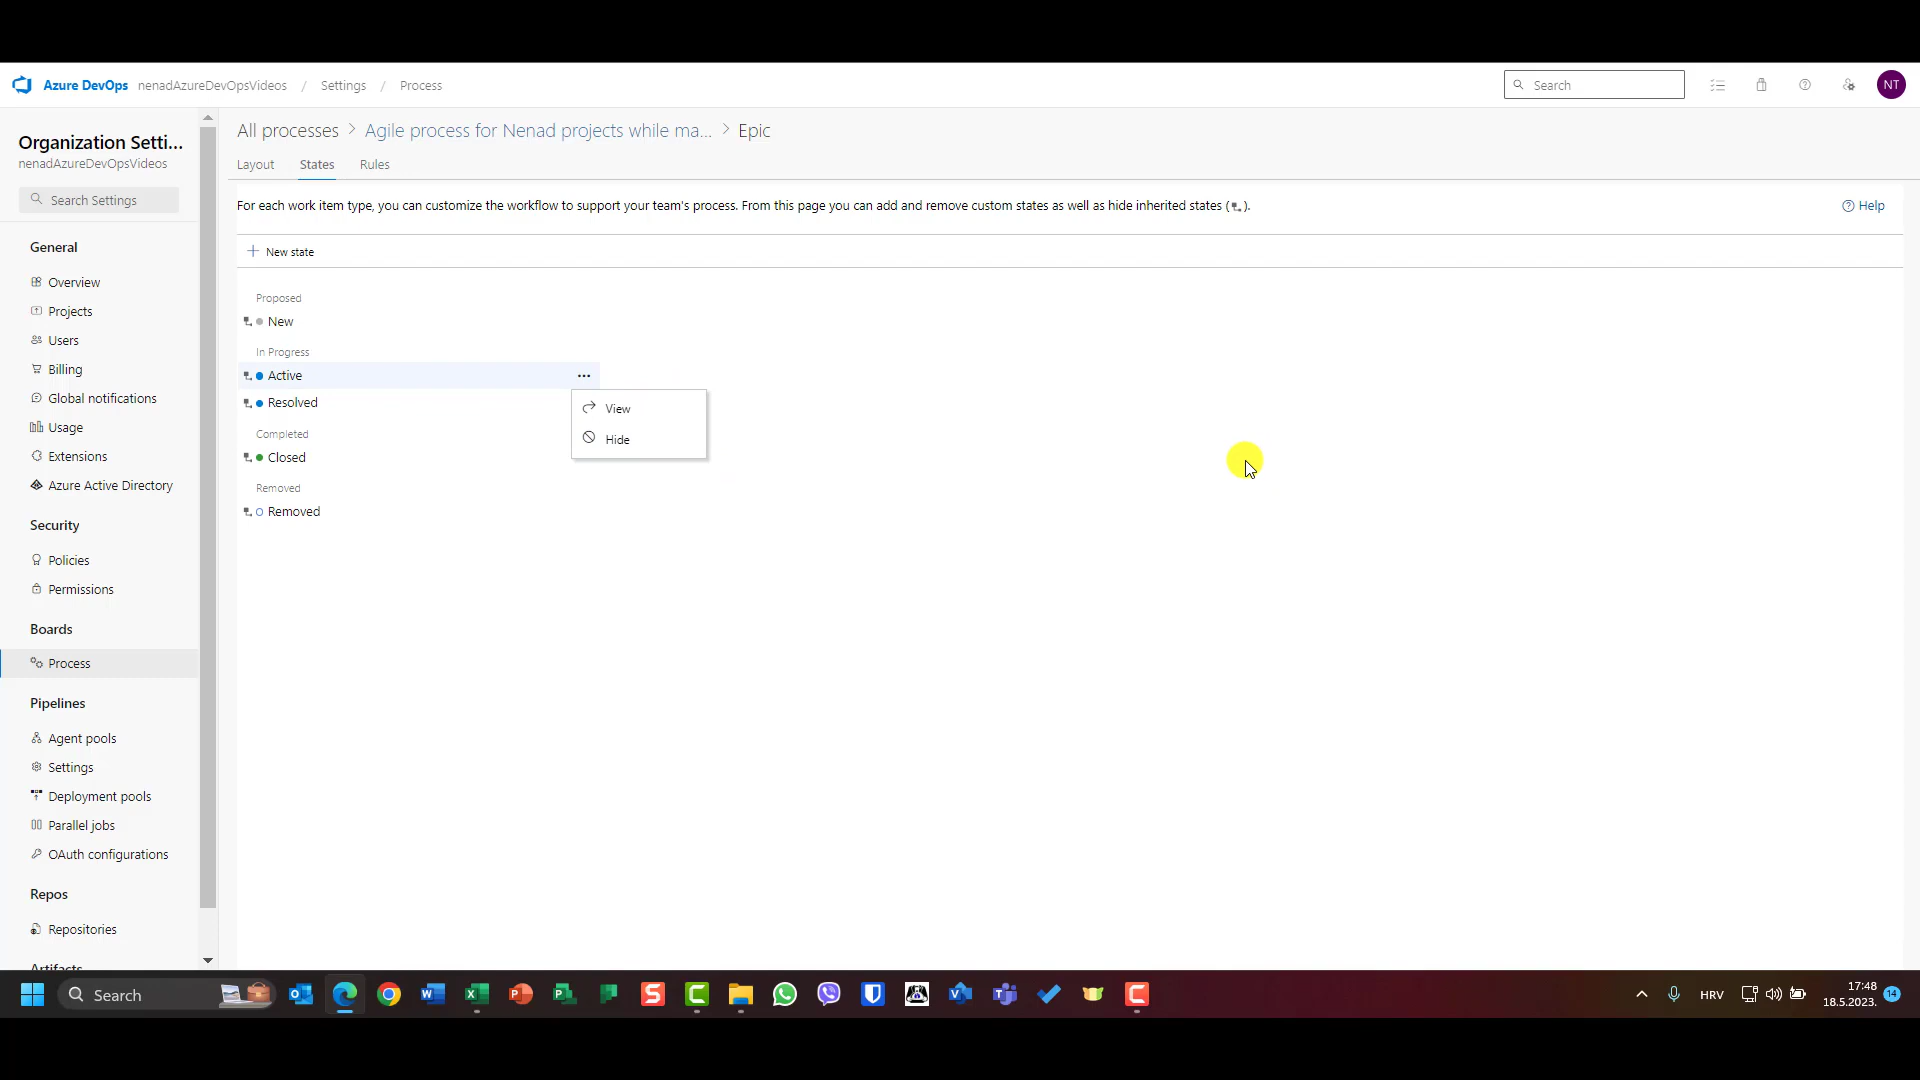 Azure DevOps nenadAzureDevOpsVideos / Settings / Process
Search
NT
Organization Setti...
nenadAzureDevOpsVideos
Search Settings
General
Overview
Projects
Users
Billing
Global notifications
Usage
Extensions
Azure Active Directory
Security
Policies
Permissions
Boards
Process
Pipelines
Agent pools
Settings
Deployment pools
Parallel jobs
OAuth configurations
Repos
Repositories
Artifacts
All processes > Agile process for Nenad projects while ma... > Epic
Layout States Rules
For each work item type, you can customize the workflow to support your team's process. From this page you can add and remove custom states as well as hide inherited states ( ).
Help
New state
Proposed
New
In Progress
Active
Resolved
Completed
Closed
Removed
Removed
View
Hide
Search
HRV
17:48
18.5.2023.
14